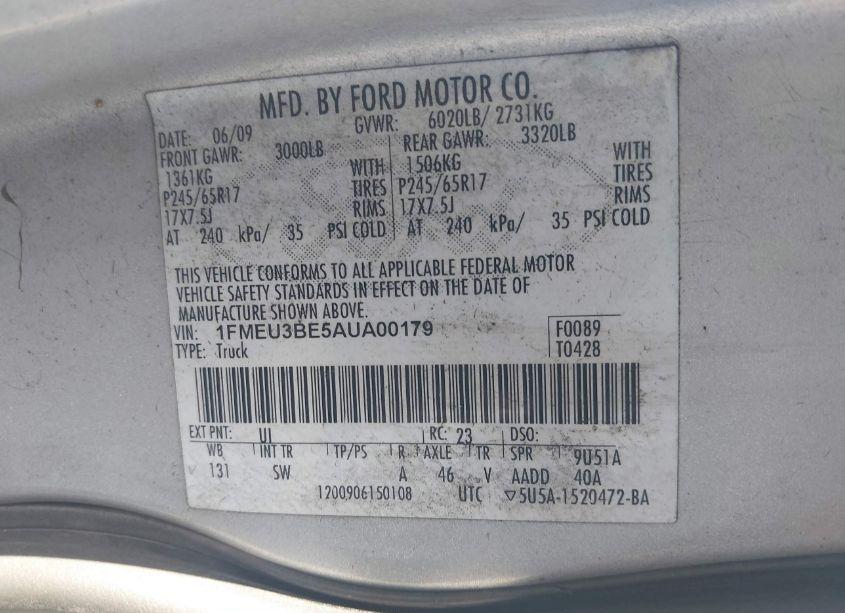 MFD. BY FORD MOTOR CO.
DATE: 06/09 GVWR: 6020LB/ 2731KG
FRONT GAWR: 3000LB REAR GAWR: 3320LB
1361KG WITH 1506KG WITH
P245/65R17 TIRES P245/65R17 TIRES
17X7.5J RIMS 17X7.5J RIMS
AT 240 kPa/ 35 PSI COLD AT 240 kPa/ 35 PSI COLD
THIS VEHICLE CONFORMS TO ALL APPLICABLE FEDERAL MOTOR
VEHICLE SAFETY STANDARDS IN EFFECT ON THE DATE OF
MANUFACTURE SHOWN ABOVE.
VIN: 1FMEU3BE5AUA00179 F0089
TYPE: Truck T0428
EXT PNT: UI RC: 23 DSO:
WB INT TR TP/PS R AXLE TR SPR 9U51A
131 SW A 46 V AADD 40A
1200906150108 UTC ▽5U5A-1520472-BA